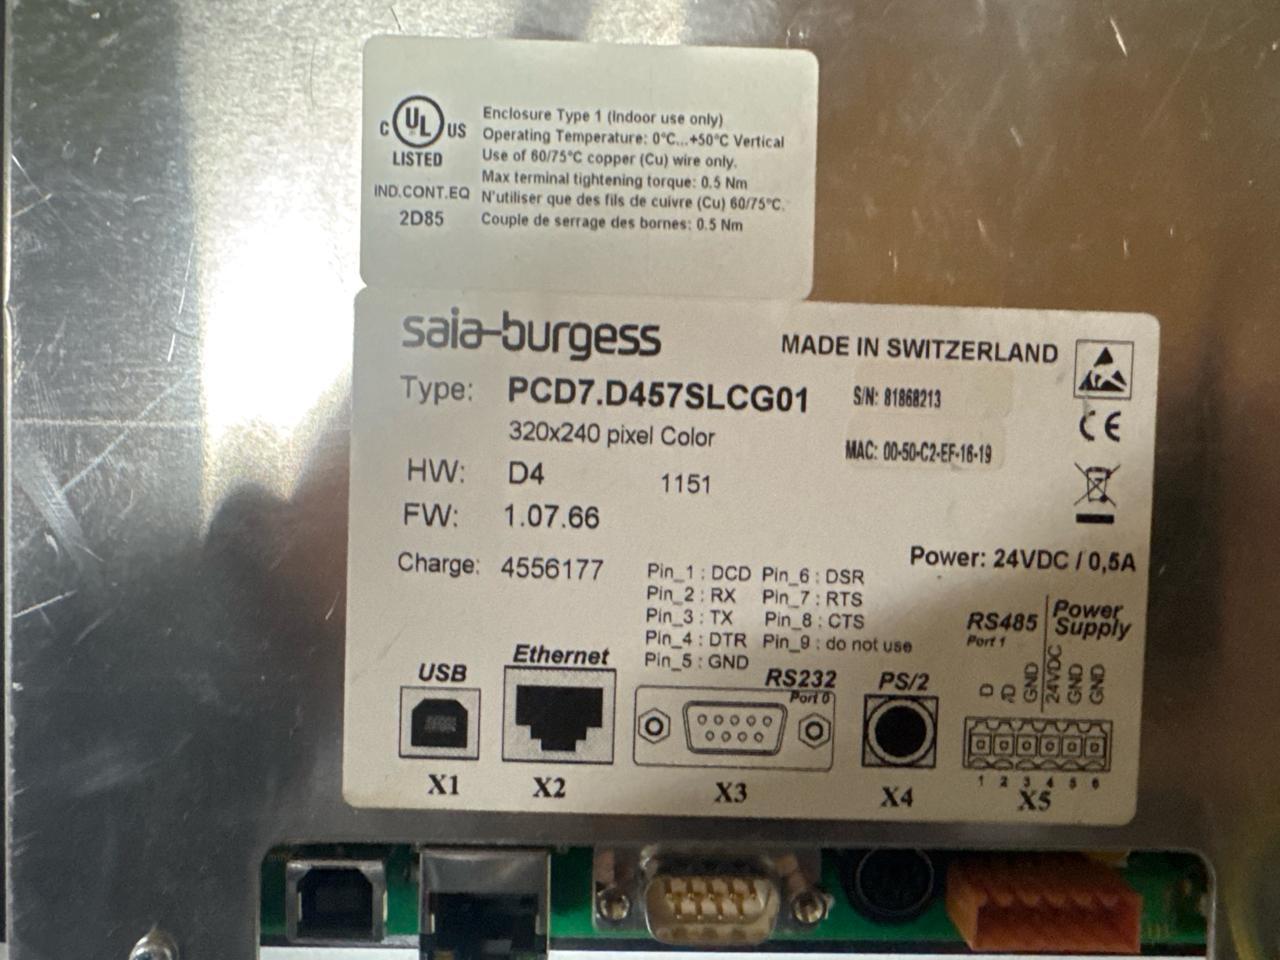 C UL US
LISTED
IND.CONT.EQ
2D85
Enclosure Type 1 (Indoor use only)
Operating Temperature: 0°C...+50°C Vertical
Use of 60/75°C copper (Cu) wire only.
Max terminal tightening torque: 0.5 Nm
N'utiliser que des fils de cuivre (Cu) 60/75°C.
Couple de serrage des bornes: 0.5 Nm
saia-burgess
MADE IN SWITZERLAND
Type: PCD7.D457SLCG01
S/N: 81868213
320x240 pixel Color
MAC: 00-50-C2-EF-16-19
CE
HW: D4 1151
FW: 1.07.66
Charge: 4556177
Power: 24VDC / 0,5A
Pin_1 : DCD Pin_6 : DSR
Pin_2 : RX Pin_7 : RTS
Pin_3 : TX Pin_8 : CTS
Pin_4 : DTR Pin_9 : do not use
Pin_5 : GND
USB
Ethernet
RS232
Port 0
PS/2
RS485
Port 1
Power
Supply
D
/D
GND
24VDC
GND
GND
1 2 3 4 5 6
X1 X2 X3 X4 X5